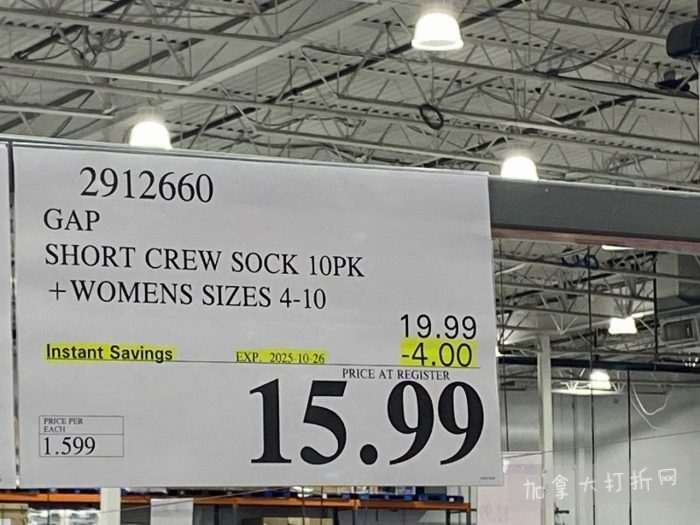 2912660
GAP
SHORT CREW SOCK 10PK
+WOMENS SIZES 4-10
19.99
Instant Savings EXP. 2025-10-26 -4.00
PRICE AT REGISTER
15.99
PRICE PER
EACH
1.599
加拿大打折网